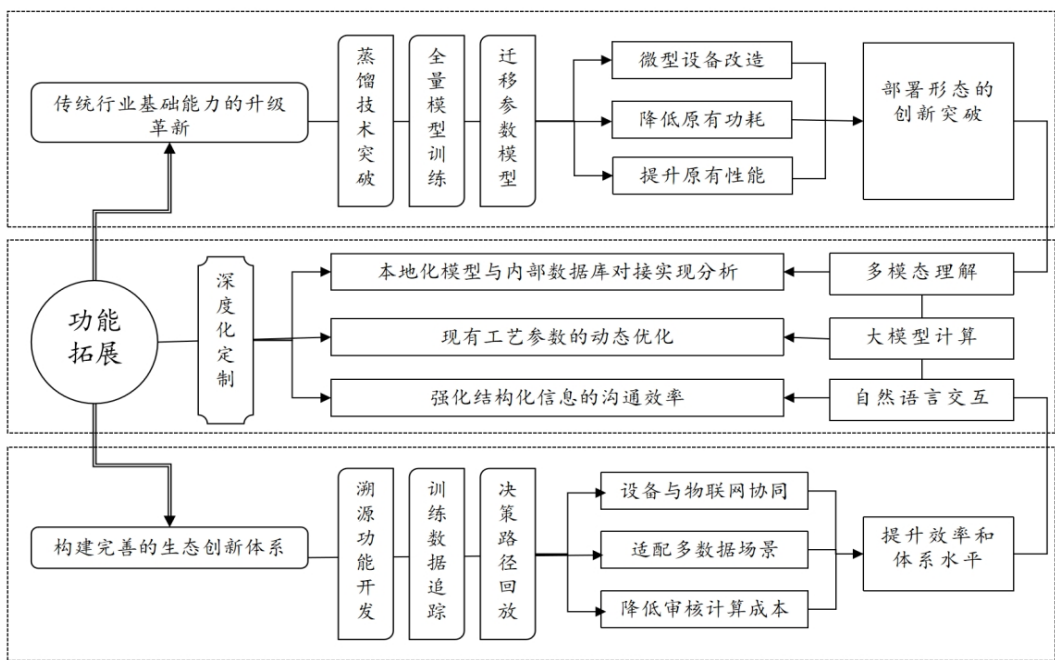 传统行业基础能力的升级
革新
蒸馏技术突破
全量模型训练
迁移参数模型
微型设备改造
降低原有功耗
提升原有性能
部署形态的
创新突破
功能
拓展
深度化定制
本地化模型与内部数据库对接实现分析
现有工艺参数的动态优化
强化结构化信息的沟通效率
多模态理解
大模型计算
自然语言交互
构建完善的生态创新体系
溯源功能开发
训练数据追踪
决策路径回放
设备与物联网协同
适配多数据场景
降低审核计算成本
提升效率和
体系水平